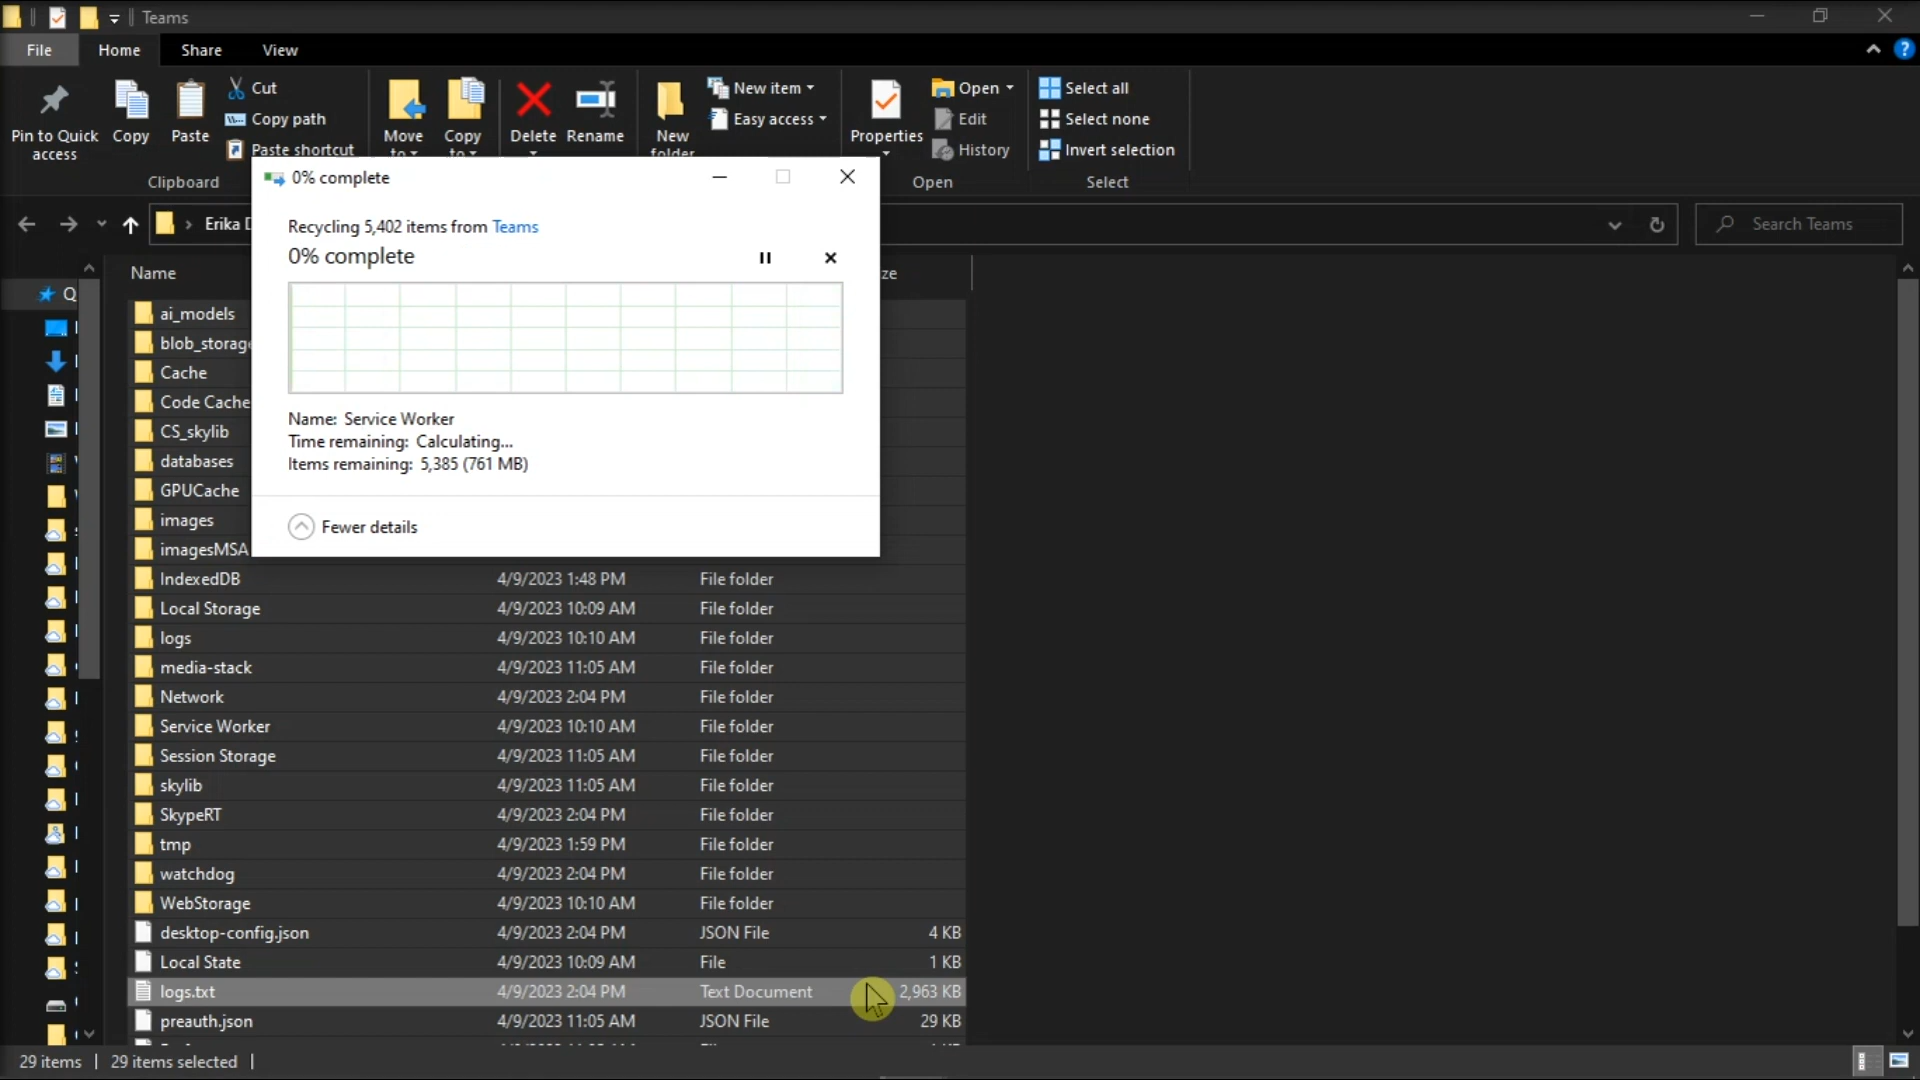 Teams
File Home Share View
Pin to Quick access
Copy
Paste
Cut
Copy path
Paste shortcut
Clipboard
Move to
Copy to
Delete
Rename
New folder
New item
Easy access
Properties
Open
Edit
History
Open
Select all
Select none
Invert selection
Select
Erika D
Search Teams
0% complete
Recycling 5,402 items from Teams
0% complete
Name: Service Worker
Time remaining: Calculating...
Items remaining: 5,385 (761 MB)
Fewer details
Name ze
ai_models
blob_storage
Cache
Code Cache
CS_skylib
databases
GPUCache
images
imagesMSA
IndexedDB 4/9/2023 1:48 PM File folder
Local Storage 4/9/2023 10:09 AM File folder
logs 4/9/2023 10:10 AM File folder
media-stack 4/9/2023 11:05 AM File folder
Network 4/9/2023 2:04 PM File folder
Service Worker 4/9/2023 10:10 AM File folder
Session Storage 4/9/2023 11:05 AM File folder
skylib 4/9/2023 11:05 AM File folder
SkypeRT 4/9/2023 2:04 PM File folder
tmp 4/9/2023 1:59 PM File folder
watchdog 4/9/2023 2:04 PM File folder
WebStorage 4/9/2023 10:10 AM File folder
desktop-config.json 4/9/2023 2:04 PM JSON File 4 KB
Local State 4/9/2023 10:09 AM File 1 KB
logs.txt 4/9/2023 2:04 PM Text Document 2,963 KB
preauth.json 4/9/2023 11:05 AM JSON File 29 KB
29 items 29 items selected